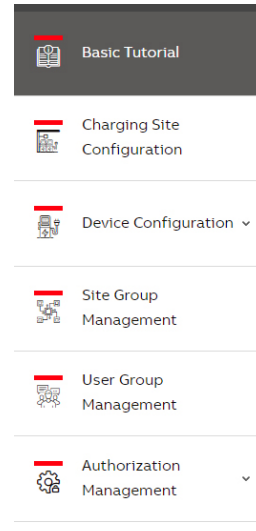 Basic Tutorial
Charging Site
Configuration
Device Configuration
Site Group
Management
User Group
Management
Authorization
Management